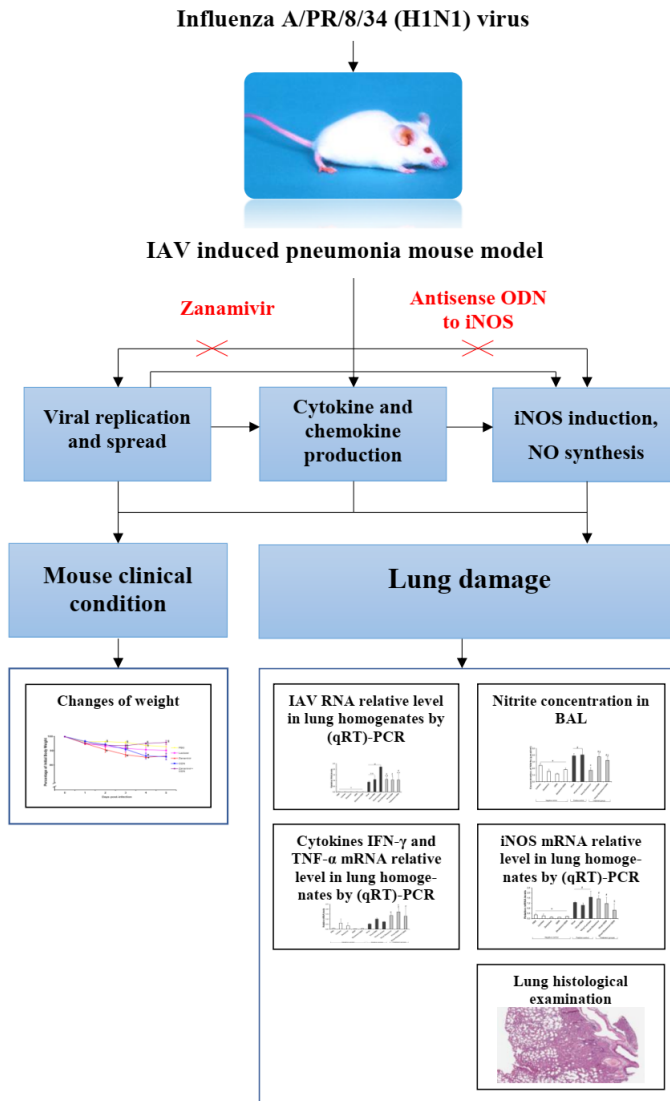 Influenza A/PR/8/34 (H1N1) virus
IAV induced pneumonia mouse model
Zanamivir
Antisense ODN
to iNOS
Viral replication
and spread
Cytokine and
chemokine
production
iNOS induction,
NO synthesis
Mouse clinical
condition
Lung damage
Changes of weight
IAV RNA relative level
in lung homogenates by
(qRT)-PCR
Nitrite concentration in
BAL
Cytokines IFN-γ and
TNF-α mRNA relative
level in lung homoge-
nates by (qRT)-PCR
iNOS mRNA relative
level in lung homoge-
nates by (qRT)-PCR
Lung histological
examination